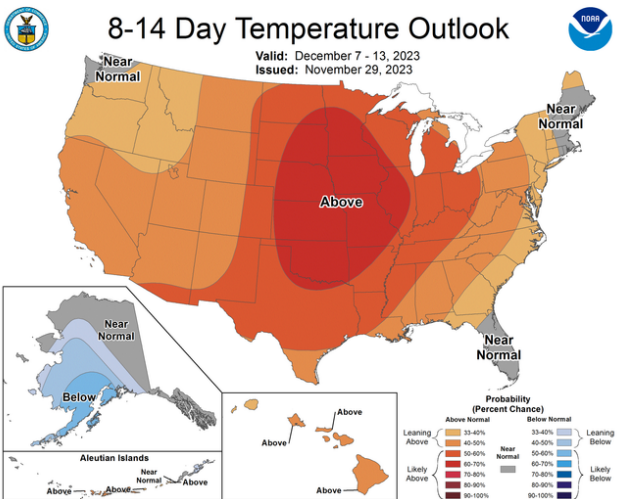 8-14 Day Temperature Outlook
Valid: December 7 - 13, 2023
Issued: November 29, 2023
NOAA
Near
Normal
Near
Normal
Above
Near
Normal
Near
Normal
Below
Aleutian Islands
Above
Above
Near
Normal
Above
Above
Above
Above
Probability
(Percent Chance)
Above Normal
Below Normal
Leaning
Above
33-40%
40-50%
Likely
Above
50-60%
60-70%
70-80%
80-90%
90-100%
Near
Normal
33-40%
40-50%
Leaning
Below
50-60%
60-70%
70-80%
80-90%
90-100%
Likely
Below